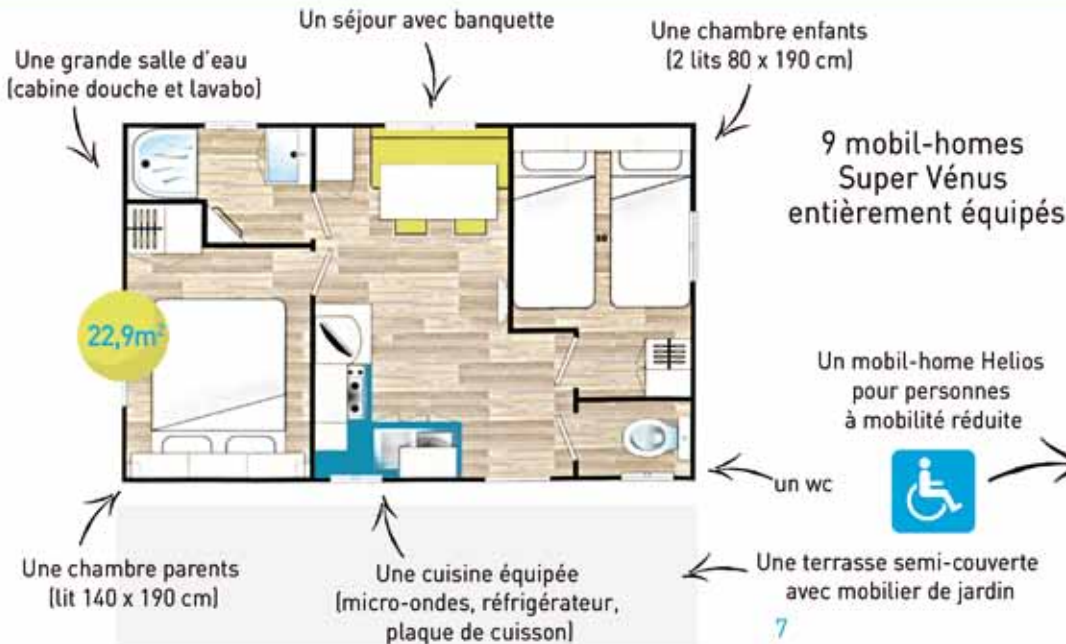 Un séjour avec banquette
Une grande salle d'eau
(cabine douche et lavabo)
Une chambre enfants
(2 lits 80 x 190 cm)
9 mobil-homes
Super Vénus
entièrement équipés
22,9m²
Un mobil-home Helios
pour personnes
à mobilité réduite
un wc
Une chambre parents
(lit 140 x 190 cm)
Une cuisine équipée
(micro-ondes, réfrigérateur,
plaque de cuisson)
Une terrasse semi-couverte
avec mobilier de jardin
7